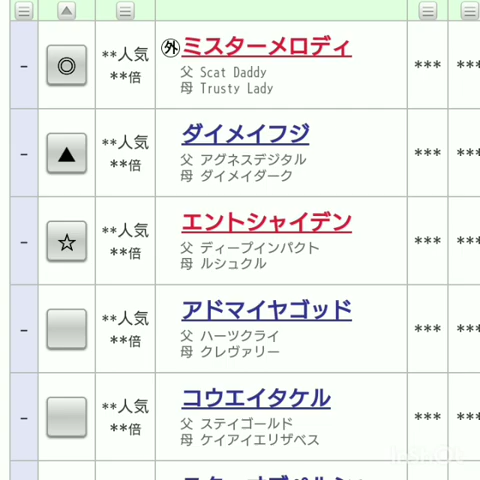 - ◎ **人気 **倍 外 ミスターメロディ *** ***
父 Scat Daddy
母 Trusty Lady
- ▲ **人気 **倍 ダイメイフジ *** ***
父 アグネスデジタル
母 ダイメイダーク
- ☆ **人気 **倍 エントシャイデン *** ***
父 ディープインパクト
母 ルシュクル
- **人気 **倍 アドマイヤゴッド *** ***
父 ハーツクライ
母 クレヴァリー
- **人気 **倍 コウエイタケル *** ***
父 ステイゴールド
母 ケイアイエリザベス
InShOt